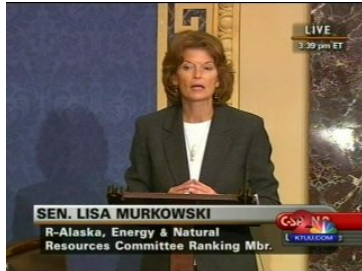 LIVE
3:39 pm ET
SEN. LISA MURKOWSKI
R-Alaska, Energy & Natural
Resources Committee Ranking Mbr.
KTUU.COM